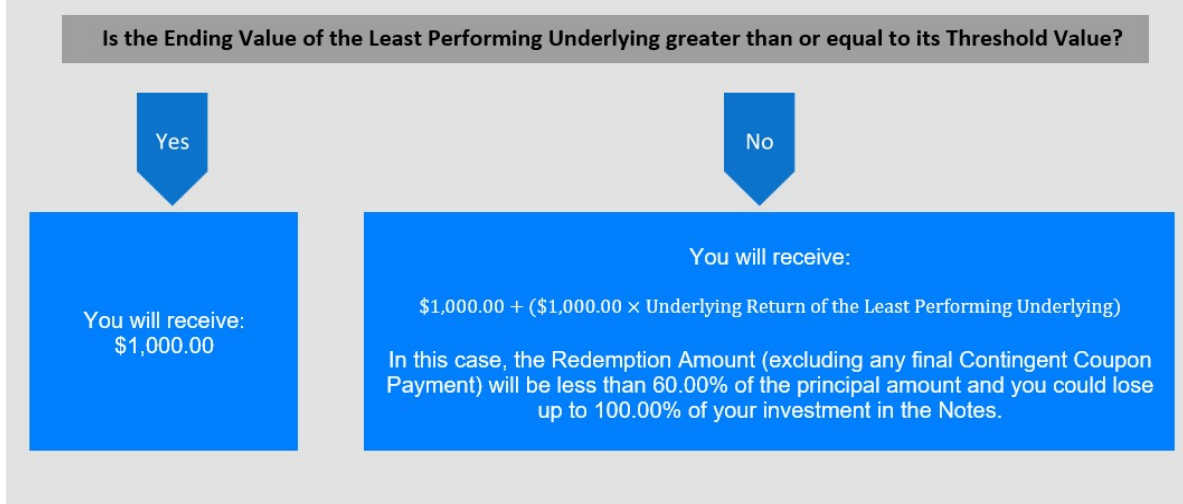 Is the Ending Value of the Least Performing Underlying greater than or equal to its Threshold Value?
Yes
No
You will receive:
$1,000.00
You will receive:
$1,000.00 + ($1,000.00 × Underlying Return of the Least Performing Underlying)
In this case, the Redemption Amount (excluding any final Contingent Coupon
Payment) will be less than 60.00% of the principal amount and you could lose
up to 100.00% of your investment in the Notes.